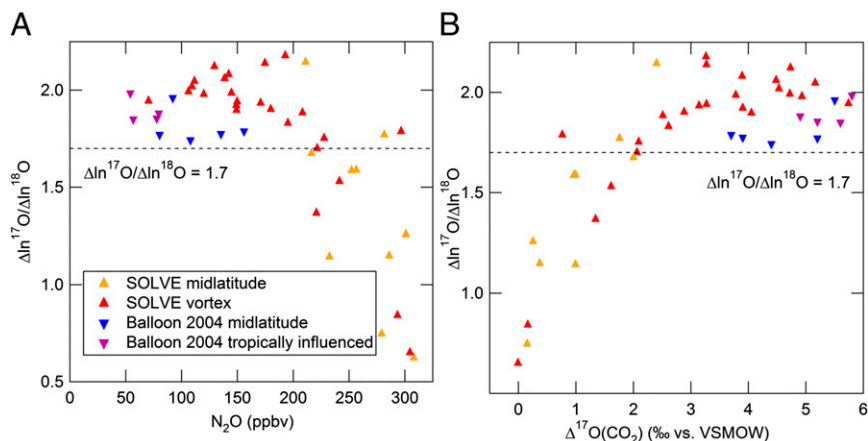 A
Δln¹⁷O/Δln¹⁸O
2.0
1.5
1.0
0.5
Δln¹⁷O/Δln¹⁸O = 1.7
SOLVE midlatitude
SOLVE vortex
Balloon 2004 midlatitude
Balloon 2004 tropically influenced
0 50 100 150 200 250 300
N₂O (ppbv)
B
Δln¹⁷O/Δln¹⁸O
2.0
1.5
1.0
Δln¹⁷O/Δln¹⁸O = 1.7
0 1 2 3 4 5 6
Δ¹⁷O(CO₂) (‰ vs. VSMOW)